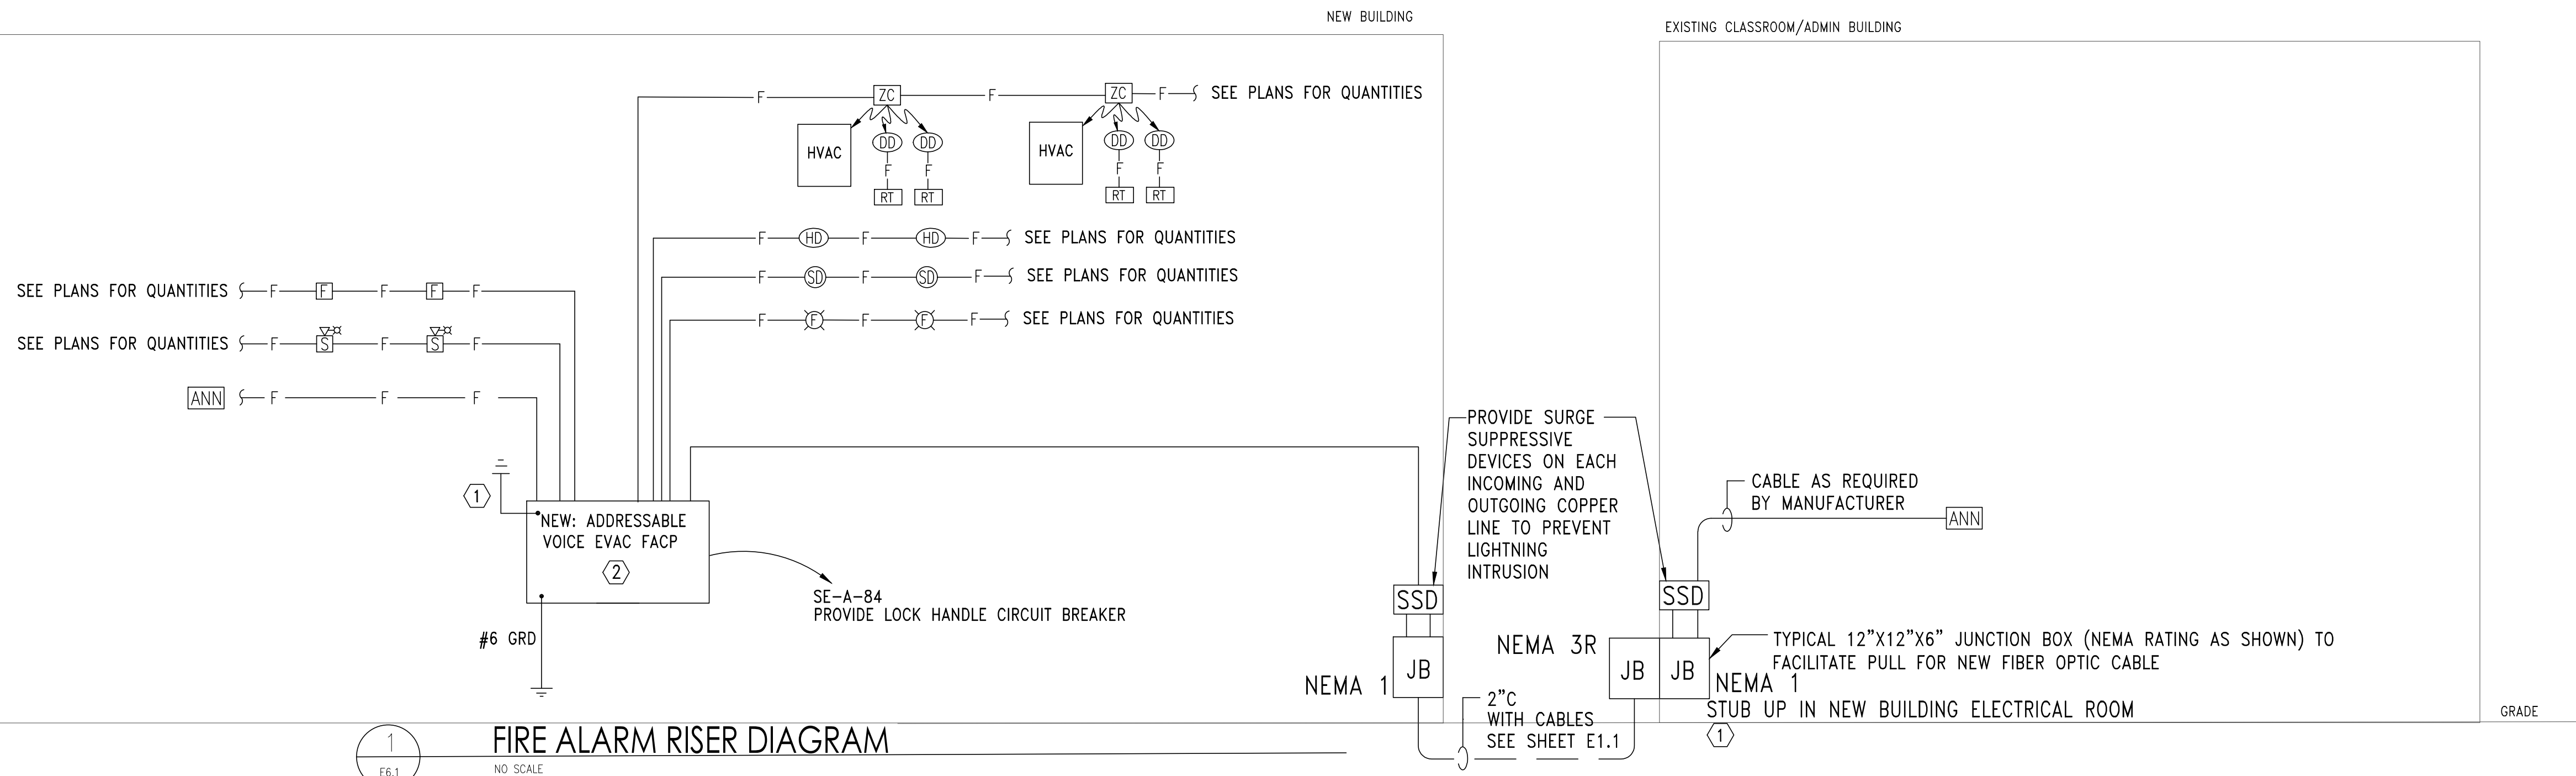 NEW BUILDING
EXISTING CLASSROOM/ADMIN BUILDING
F ZC F ZC F SEE PLANS FOR QUANTITIES
HVAC DD DD HVAC DD DD
F F F F
RT RT RT RT
F HD F HD F SEE PLANS FOR QUANTITIES
F SD F SD F SEE PLANS FOR QUANTITIES
SEE PLANS FOR QUANTITIES F F F F F
F F F F F SEE PLANS FOR QUANTITIES
SEE PLANS FOR QUANTITIES F S F S F
ANN F F F
PROVIDE SURGE
SUPPRESSIVE
DEVICES ON EACH
INCOMING AND
OUTGOING COPPER
LINE TO PREVENT
LIGHTNING
INTRUSION
CABLE AS REQUIRED
BY MANUFACTURER
ANN
1
NEW: ADDRESSABLE
VOICE EVAC FACP
2
SE-A-84
PROVIDE LOCK HANDLE CIRCUIT BREAKER
#6 GRD
SSD
JB
NEMA 1
SSD
NEMA 3R
JB JB
NEMA 1
TYPICAL 12"X12"X6" JUNCTION BOX (NEMA RATING AS SHOWN) TO
FACILITATE PULL FOR NEW FIBER OPTIC CABLE
STUB UP IN NEW BUILDING ELECTRICAL ROOM
1
2"C
WITH CABLES
SEE SHEET E1.1
GRADE
1
E6.1
FIRE ALARM RISER DIAGRAM
NO SCALE